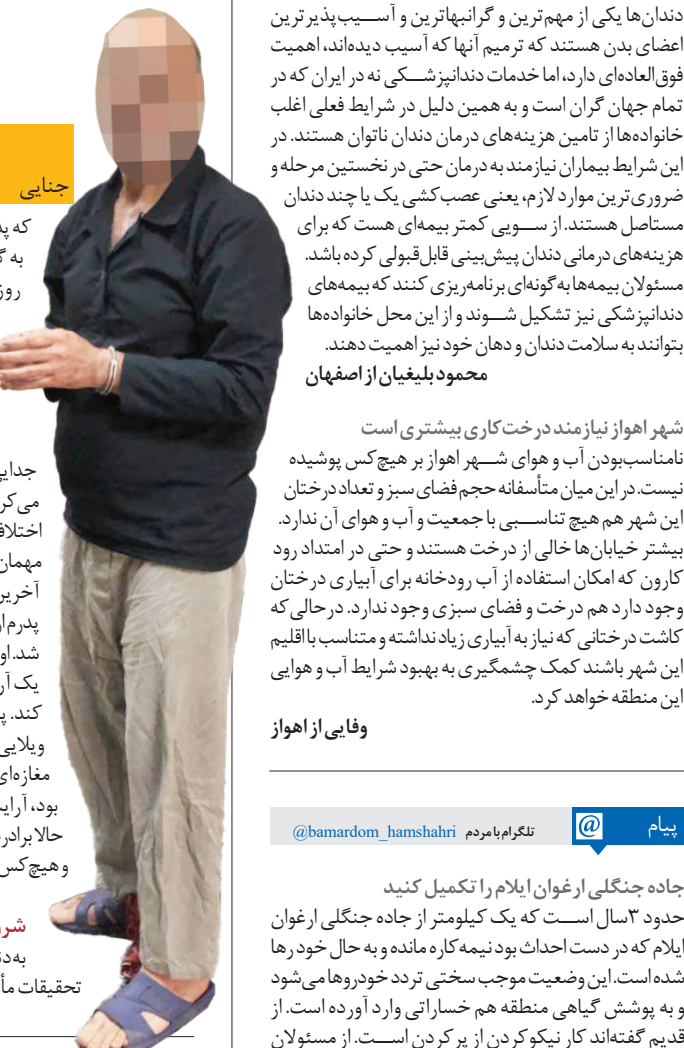 دندان‌ها یکی از مهم‌ترین و گرانبهاترین و آسیب‌پذیرترین
اعضای بدن هستند که ترمیم آنها که آسیب دیده‌اند، اهمیت
فوق‌العاده‌ای دارد، اما خدمات دندانپزشکی نه در ایران که در
تمام جهان گران است و به همین دلیل در شرایط فعلی اغلب
خانواده‌ها از تامین هزینه‌های درمان دندان ناتوان هستند. در
این شرایط بیماران نیازمند به درمان حتی در نخستین مرحله و
ضروری‌ترین موارد لازم، یعنی عصب‌کشی یک یا چند دندان
مستاصل هستند. از سویی کمتر بیمه‌ای هست که برای
هزینه‌های درمانی دندان پیش‌بینی قابل‌قبولی کرده باشد.
مسئولان بیمه‌ها به گونه‌ای برنامه‌ریزی کنند که بیمه‌های
دندانپزشکی نیز تشکیل شوند و از این محل خانواده‌ها
بتوانند به سلامت دندان و دهان خود نیز اهمیت دهند.
محمود بلیغیان از اصفهان
شهر اهواز نیازمند درخت‌کاری بیشتری است
نامناسب‌بودن آب و هوای شهر اهواز بر هیچ‌کس پوشیده
نیست. در این میان متأسفانه حجم فضای سبز و تعداد درختان
این شهر هم هیچ تناسبی با جمعیت و آب و هوای آن ندارد.
بیشتر خیابان‌ها خالی از درخت هستند و حتی در امتداد رود
کارون که امکان استفاده از آب رودخانه برای آبیاری درختان
وجود دارد هم درخت و فضای سبزی وجود ندارد. درحالی‌که
کاشت درختانی که نیاز به آبیاری زیاد نداشته و متناسب با اقلیم
این شهر باشند کمک چشمگیری به بهبود شرایط آب و هوایی
این منطقه خواهد کرد.
وفایی از اهواز
پیام @ تلگرام با مردم @bamardom_hamshahri
جاده جنگلی ارغوان ایلام را تکمیل کنید
حدود ۳سال است که یک کیلومتر از جاده جنگلی ارغوان
ایلام که در دست احداث بود نیمه‌کاره مانده و به حال خود رها
شده است. این وضعیت موجب سختی تردد خودروها می‌شود
و به پوشش گیاهی منطقه هم خساراتی وارد آورده است. از
قدیم گفته‌اند کار نیکو کردن از پر کردن است. از مسئولان
جنایی
که پد
به گ
روز
جدایی
می‌کر
اختلاف
مهمان
آخرین
پدرم از
شد. او
یک آر
کند. پ
ویلایی
مغازه‌ای
بود، آرای
حالا برادر
و هیچ‌کس
شرو
به‌دن
تحقیقات مأ